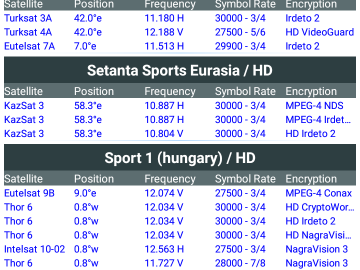 Satellite Position Frequency Symbol Rate Encryption
Turksat 3A 42.0°e 11.180 H 30000 - 3/4 Irdeto 2
Turksat 4A 42.0°e 12.188 V 27500 - 5/6 HD VideoGuard
Eutelsat 7A 7.0°e 11.513 H 29900 - 3/4 Irdeto 2
Setanta Sports Eurasia / HD
Satellite Position Frequency Symbol Rate Encryption
KazSat 3 58.3°e 10.887 H 30000 - 3/4 MPEG-4 NDS
KazSat 3 58.3°e 10.887 H 30000 - 3/4 MPEG-4 Irdet...
KazSat 3 58.3°e 10.804 V 30000 - 3/4 HD Irdeto 2
Sport 1 (hungary) / HD
Satellite Position Frequency Symbol Rate Encryption
Eutelsat 9B 9.0°e 12.074 V 27500 - 3/4 MPEG-4 Conax
Thor 6 0.8°w 12.034 V 30000 - 3/4 HD CryptoWor...
Thor 6 0.8°w 12.034 V 30000 - 3/4 HD Irdeto 2
Thor 6 0.8°w 12.034 V 30000 - 3/4 HD NagraVisi...
Intelsat 10-02 0.8°w 12.563 H 27500 - 3/4 NagraVision 3
Thor 6 0.8°w 11.727 V 28000 - 7/8 NagraVision 3